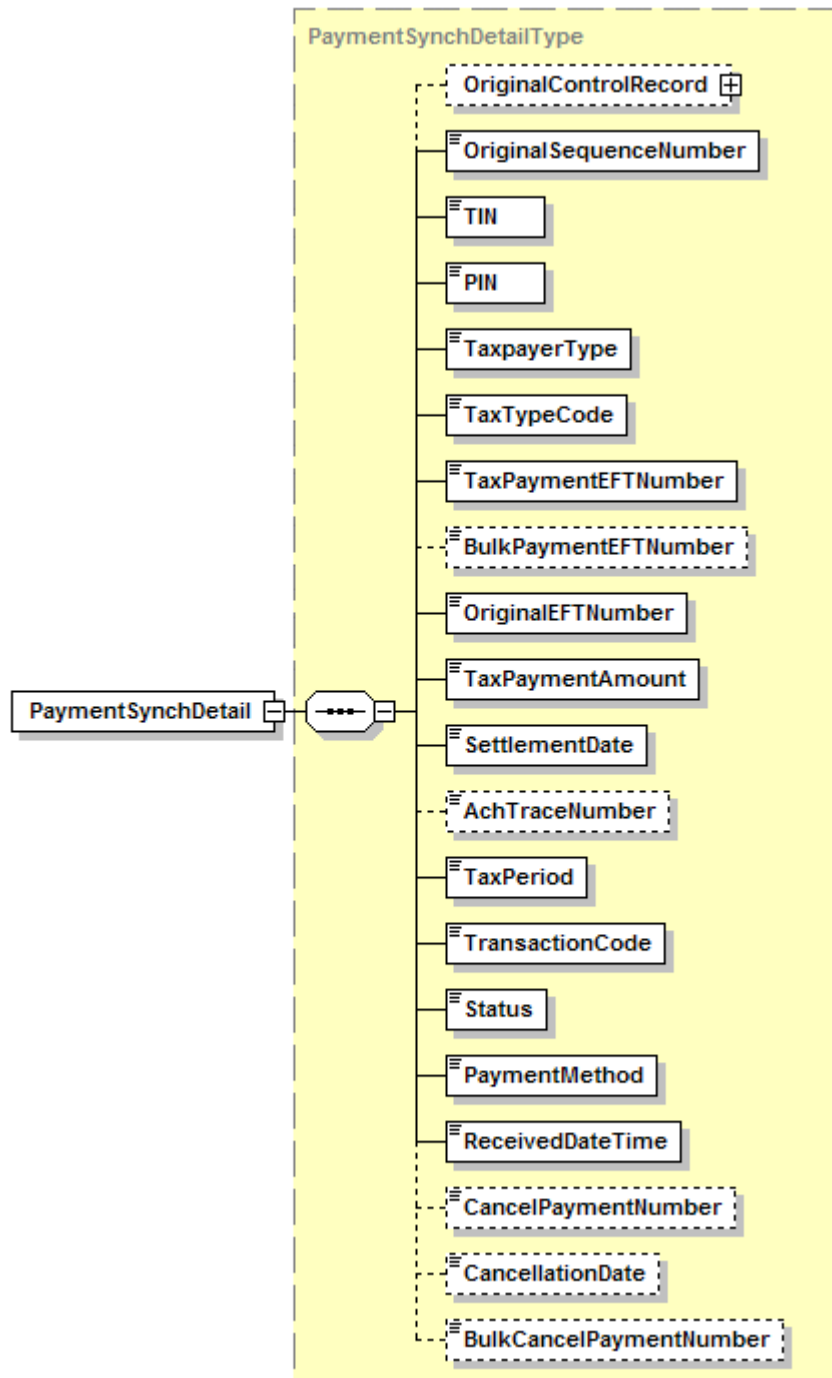 PaymentSynchDetailType
OriginalControlRecord
OriginalSequenceNumber
TIN
PIN
TaxpayerType
TaxTypeCode
TaxPaymentEFTNumber
BulkPaymentEFTNumber
OriginalEFTNumber
TaxPaymentAmount
PaymentSynchDetail
SettlementDate
AchTraceNumber
TaxPeriod
TransactionCode
Status
PaymentMethod
ReceivedDateTime
CancelPaymentNumber
CancellationDate
BulkCancelPaymentNumber